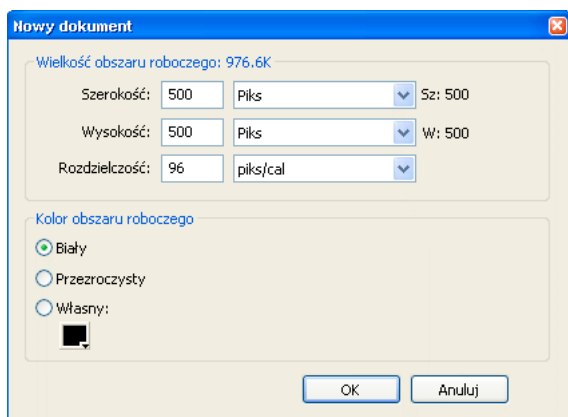 Nowy dokument
Wielkość obszaru roboczego: 976.6K
Szerokość: 500 Piks Sz: 500
Wysokość: 500 Piks W: 500
Rozdzielczość: 96 piks/cal
Kolor obszaru roboczego
Biały
Przezroczysty
Własny:
OK Anuluj